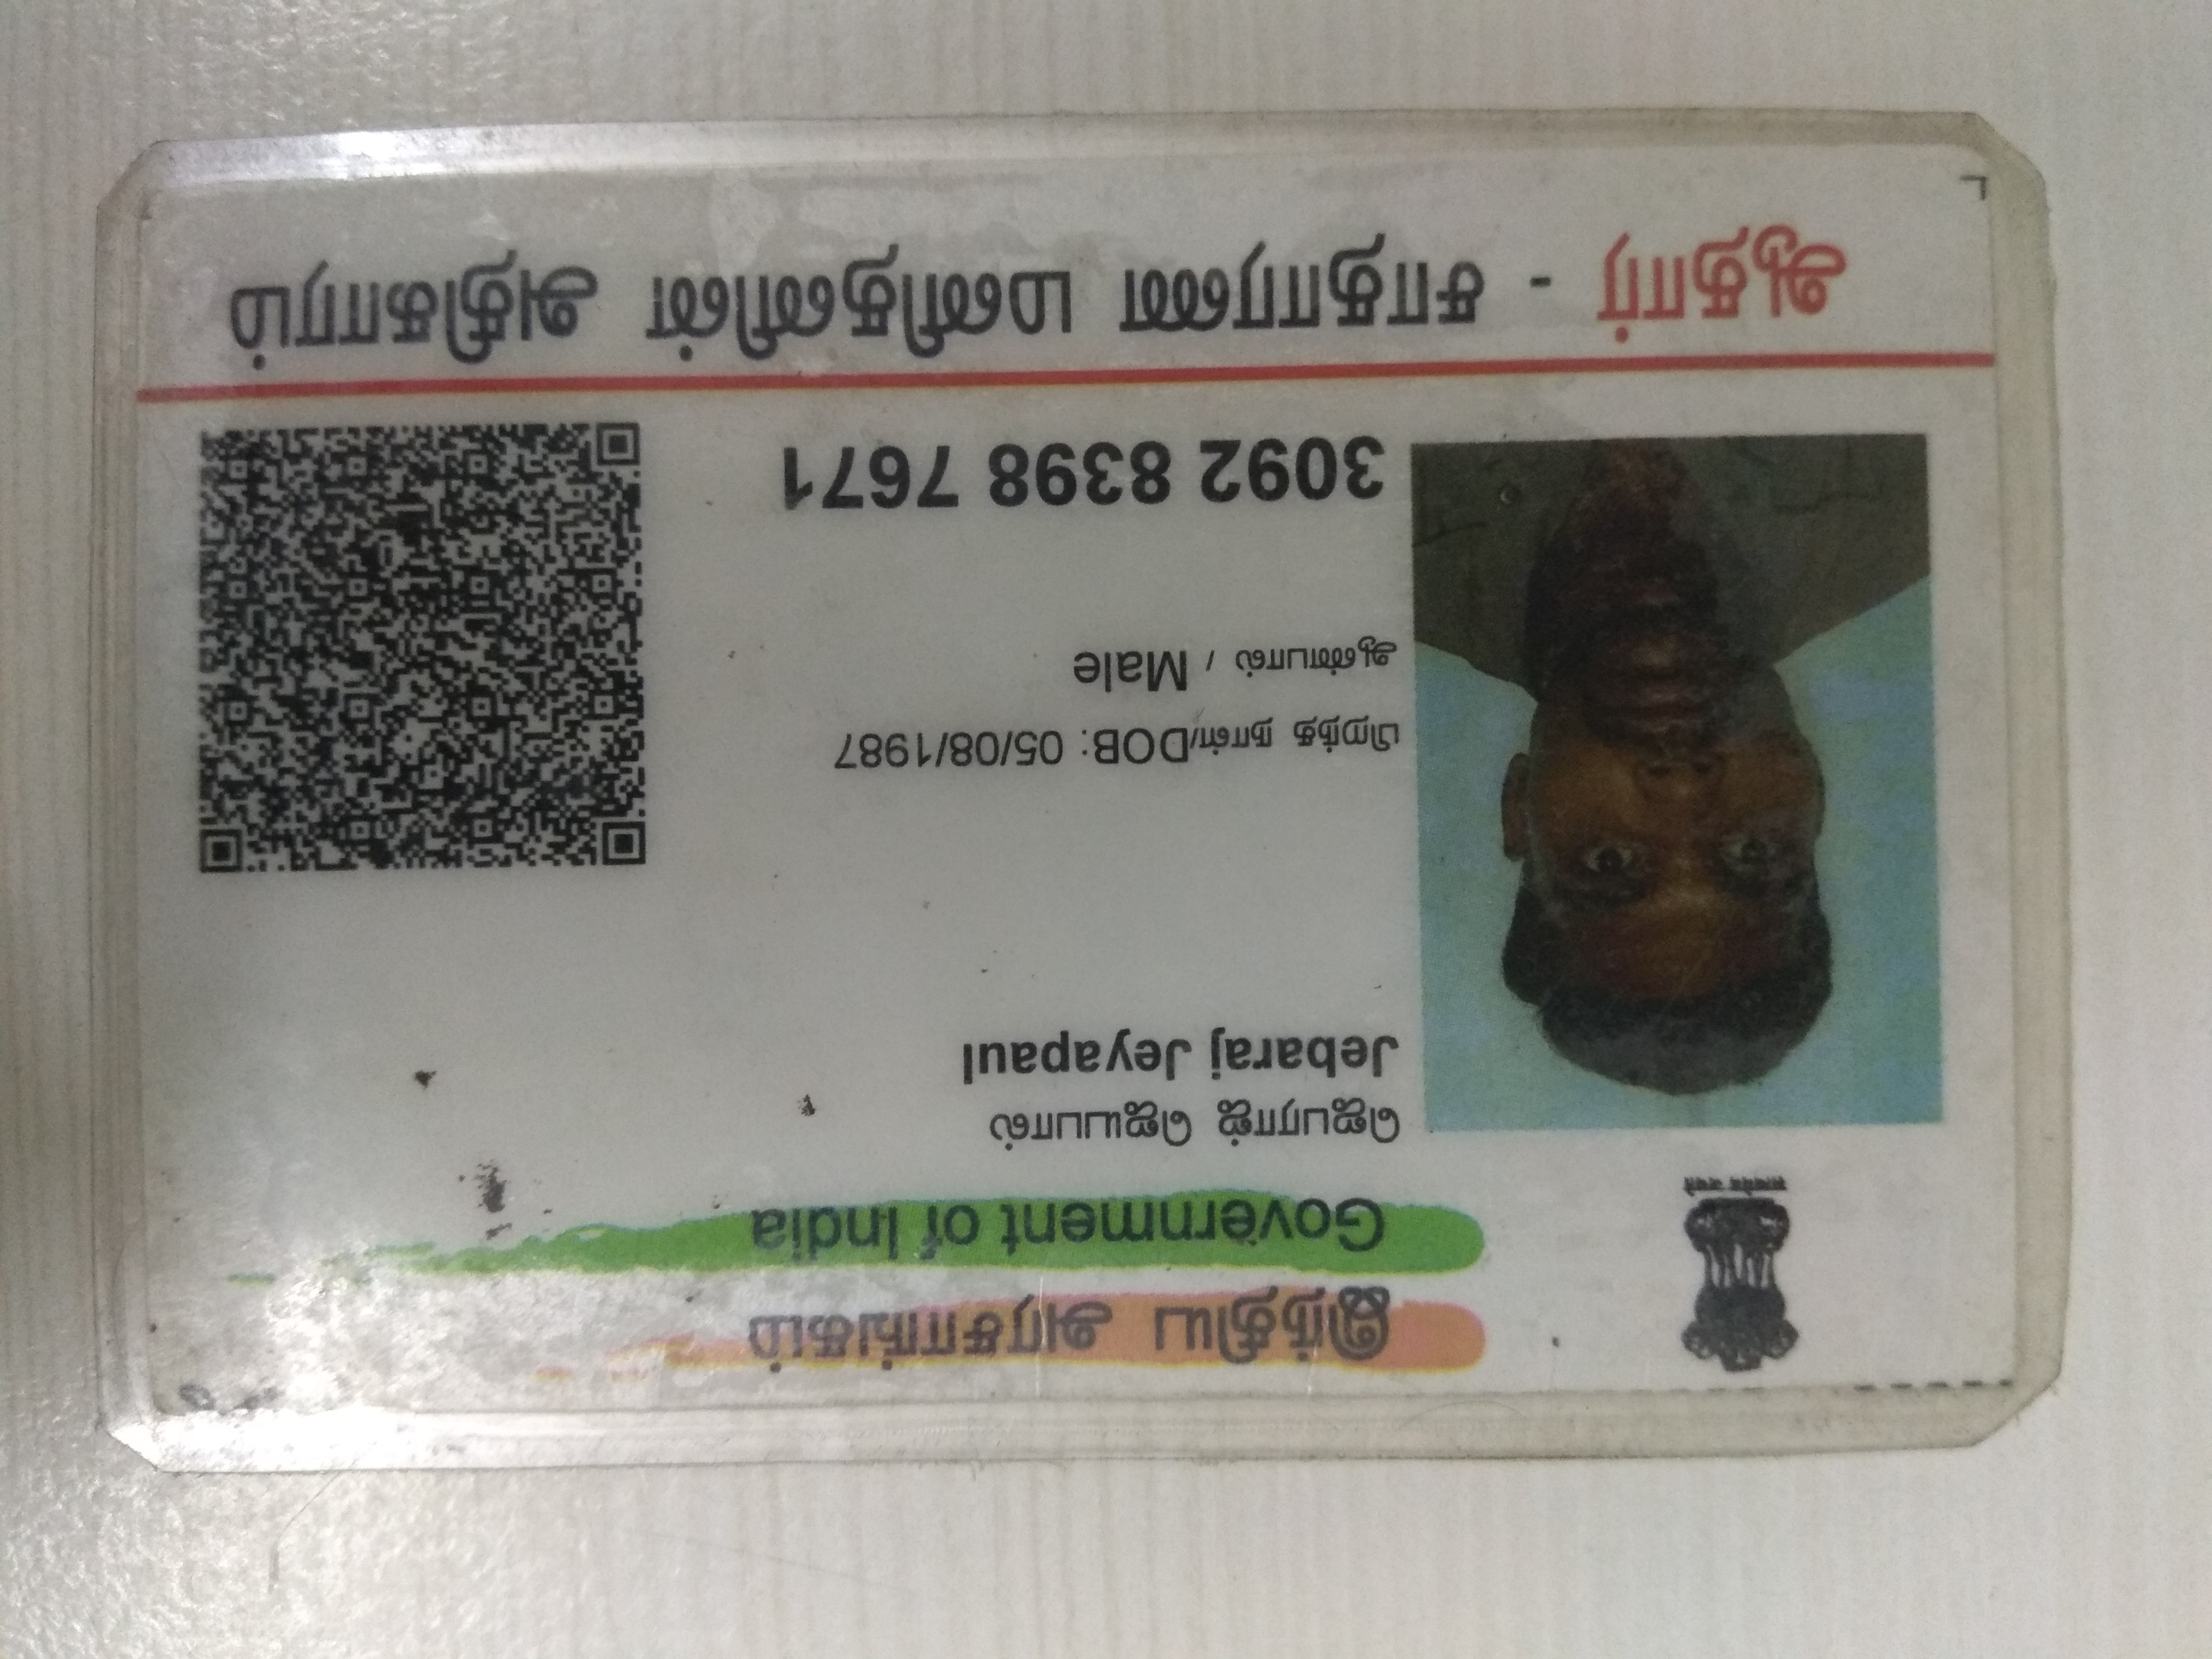 இந்திய அரசாங்கம்
Government of India
ஜெபராஜ் ஜெயபால்
Jebaraj Jeyapaul
பிறந்த நாள்/DOB: 05/08/1987
ஆண்பால் / Male
3092 8398 7671
ஆதார் - சாதாரண மனிதனின் அதிகாரம்